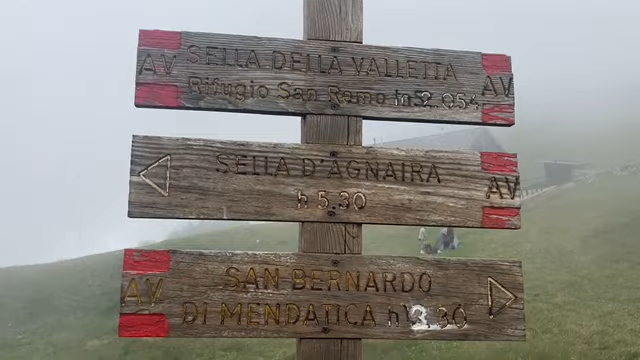 AV SELLA DELLA VALLETTA AV
Rifugio San Remo m 2.054
SELLA D'AGNAIRA AV
h 5.30
AV SAN BERNARDO
DI MENDATICA h 3.30